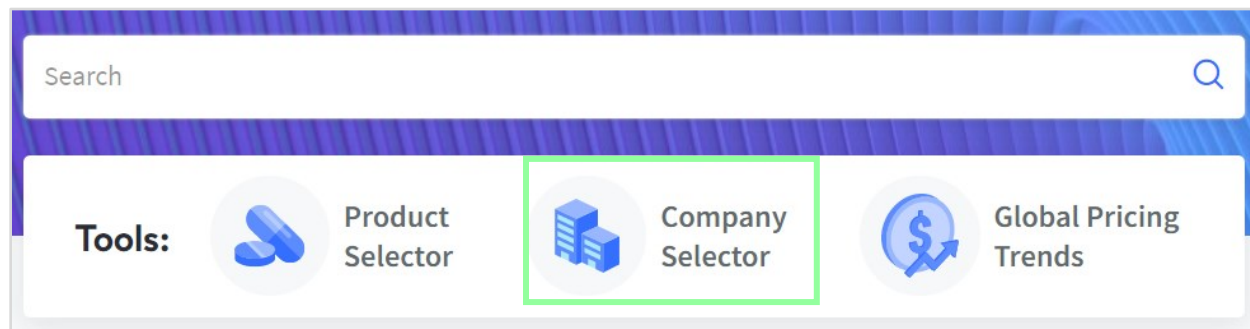 Search
Tools:
Product
Selector
Company
Selector
Global Pricing
Trends